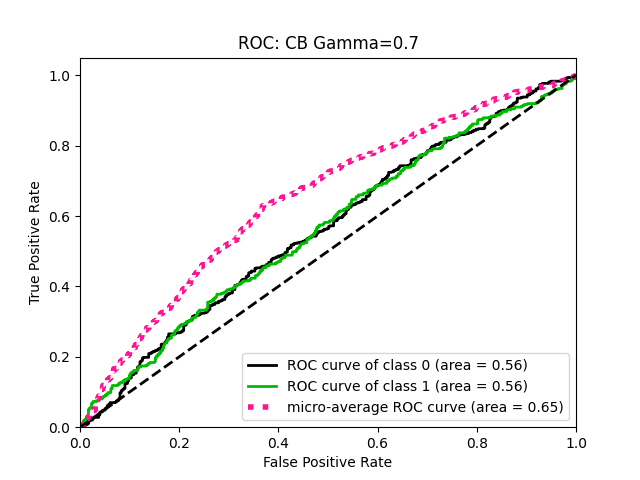 ROC: CB Gamma=0.7
True Positive Rate
1.0
0.8
0.6
0.4
0.2
0.0
ROC curve of class 0 (area = 0.56)
ROC curve of class 1 (area = 0.56)
micro-average ROC curve (area = 0.65)
0.0 0.2 0.4 0.6 0.8 1.0
False Positive Rate